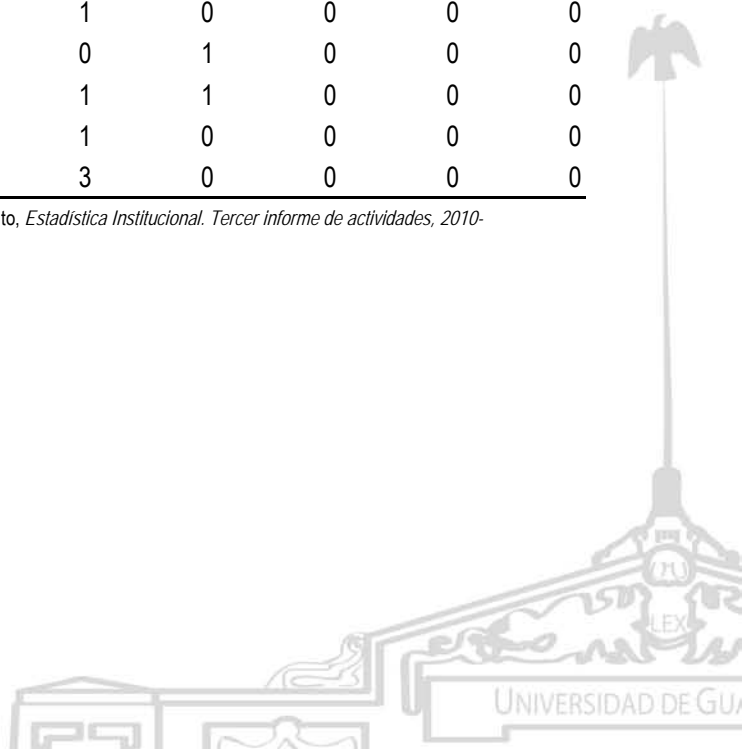 1 0 0 0 0
0 1 0 0 0
1 1 0 0 0
1 0 0 0 0
3 0 0 0 0
to, Estadística Institucional. Tercer informe de actividades, 2010-
LEX
UNIVERSIDAD DE GUA